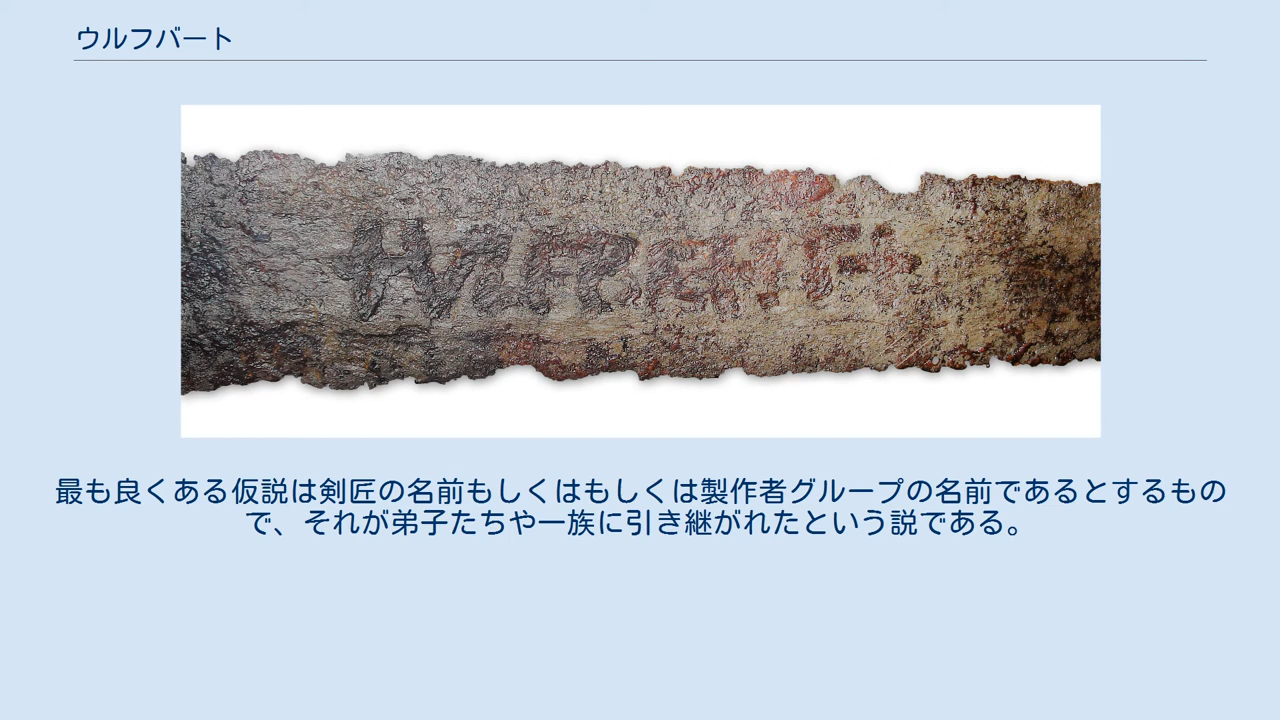 ウルフバート
最も良くある仮説は剣匠の名前もしくはもしくは製作者グループの名前であるとするもの
で、それが弟子たちや一族に引き継がれたという説である。